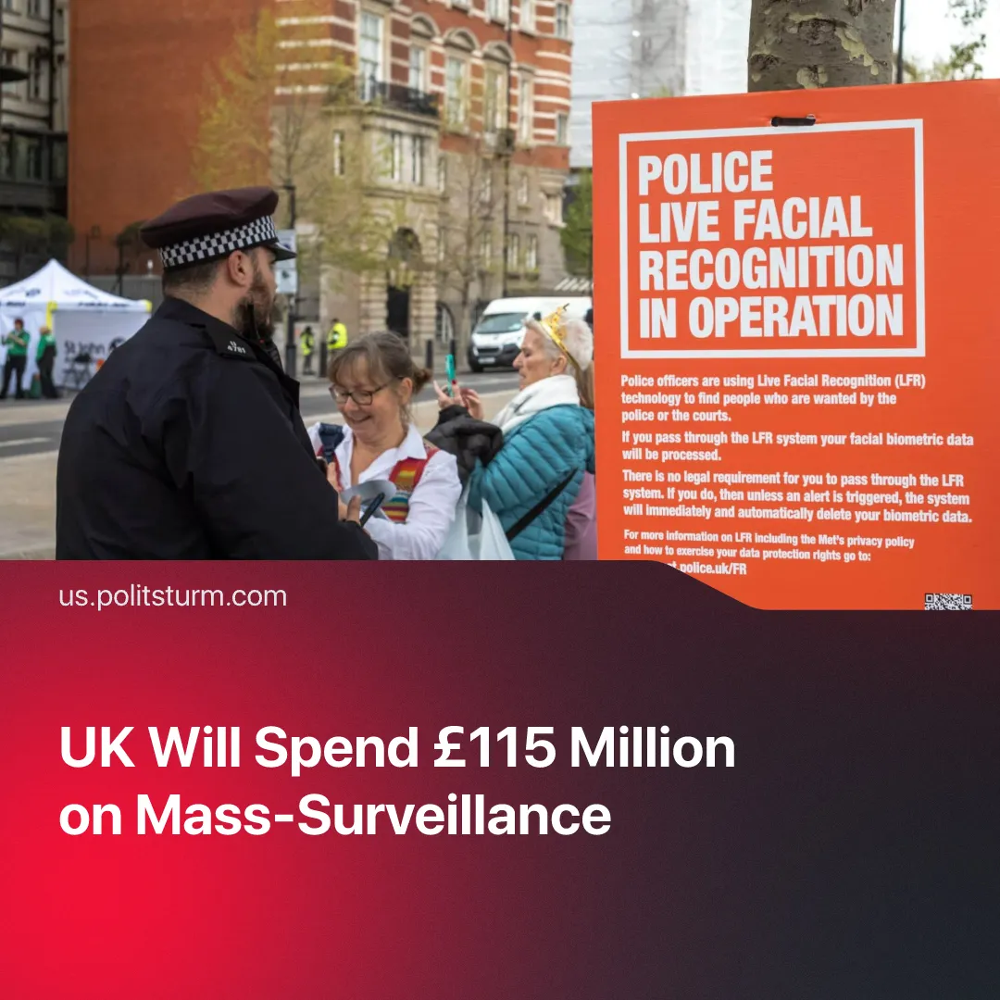 POLICE
LIVE FACIAL
RECOGNITION
IN OPERATION
Police officers are using Live Facial Recognition (LFR)
technology to find people who are wanted by the
police or the courts.
If you pass through the LFR system your facial biometric data
will be processed.
There is no legal requirement for you to pass through the LFR
system. If you do, then unless an alert is triggered, the system
will immediately and automatically delete your biometric data.
For more information on LFR including the Met's privacy policy
and how to exercise your data protection rights go to:
police.uk/FR
St John
us.politsturm.com
UK Will Spend £115 Million
on Mass-Surveillance